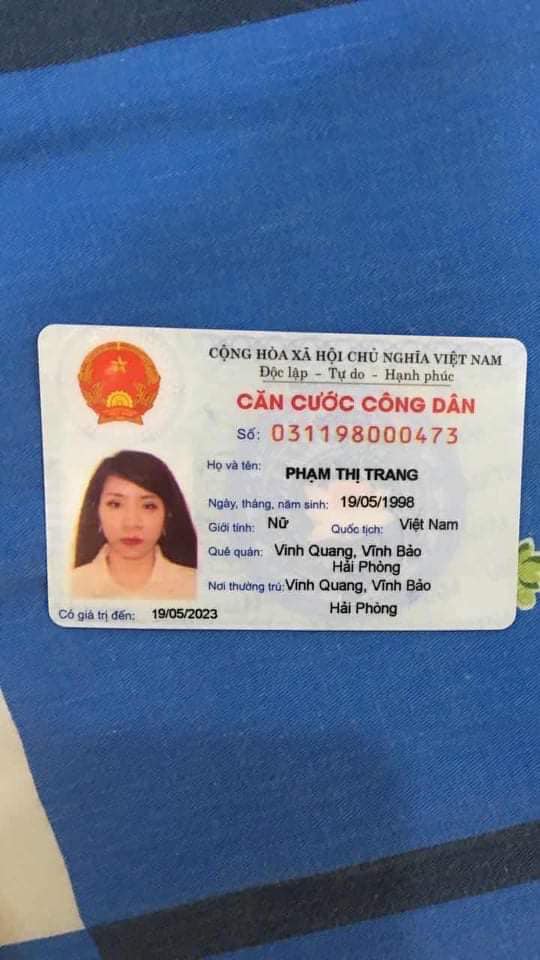 CỘNG HÒA XÃ HỘI CHỦ NGHĨA VIỆT NAM
Độc lập - Tự do - Hạnh phúc
CĂN CƯỚC CÔNG DÂN
Số: 031198000473
Họ và tên: PHẠM THỊ TRANG
Ngày, tháng, năm sinh: 19/05/1998
Giới tính: Nữ Quốc tịch: Việt Nam
Quê quán: Vinh Quang, Vĩnh Bảo
Hải Phòng
Nơi thường trú: Vinh Quang, Vĩnh Bảo
Hải Phòng
Có giá trị đến: 19/05/2023